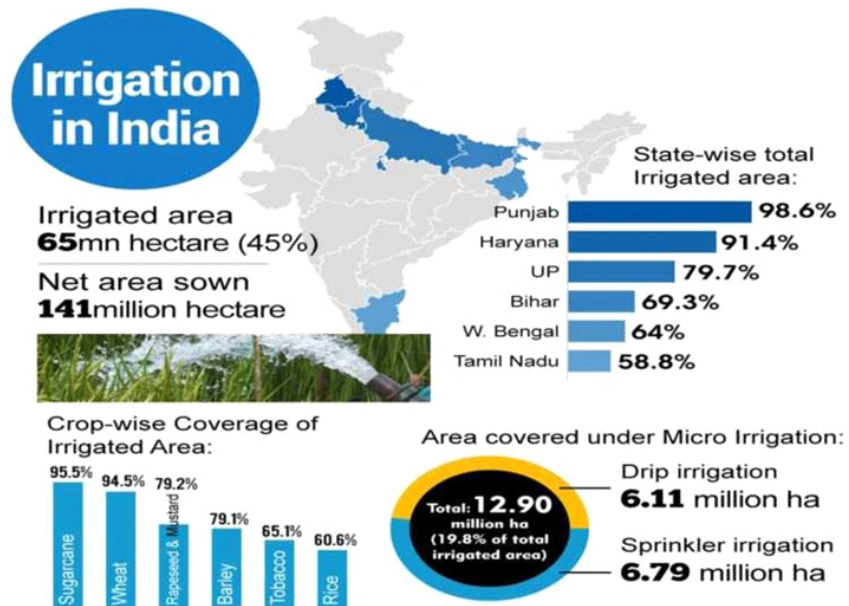 Irrigation
in India
Irrigated area
65mn hectare (45%)
Net area sown
141million hectare
State-wise total
Irrigated area:
Punjab 98.6%
Haryana 91.4%
UP 79.7%
Bihar 69.3%
W. Bengal 64%
Tamil Nadu 58.8%
Crop-wise Coverage of
Irrigated Area:
95.5% 94.5% 79.2% 79.1% 65.1% 60.6%
Sugarcane
Wheat
Rapeseed & Mustard
Barley
Tobacco
Rice
Area covered under Micro Irrigation:
Total: 12.90
million ha
(19.8% of total
irrigated area)
Drip irrigation
6.11 million ha
Sprinkler irrigation
6.79 million ha